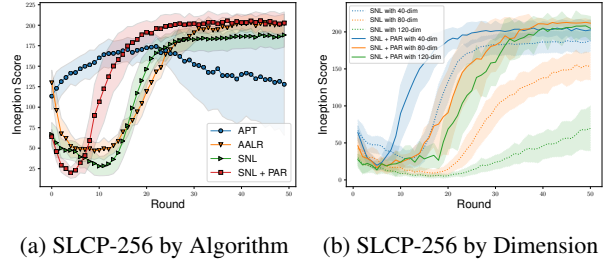 Inception Score
200
175
150
125
100
75
50
25
0
10
20
30
40
50
Round
APT
AALR
SNL
SNL + PAR
Inception Score
200
150
100
50
0
0
10
20
30
40
50
Round
SNL with 40-dim
SNL with 80-dim
SNL with 120-dim
SNL + PAR with 40-dim
SNL + PAR with 80-dim
SNL + PAR with 120-dim
(a) SLCP-256 by Algorithm (b) SLCP-256 by Dimension